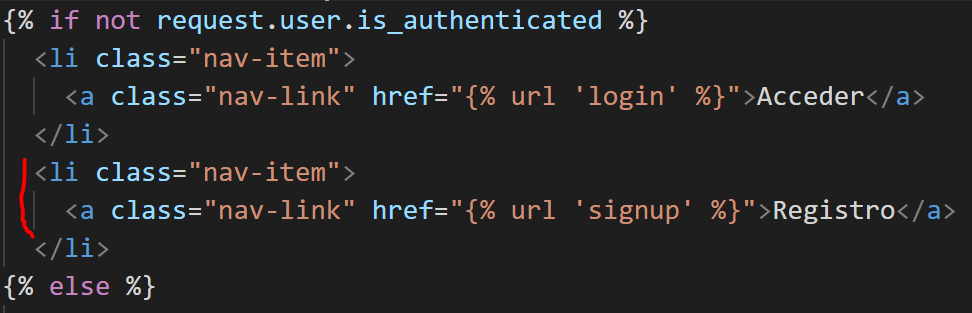 {% if not request.user.is_authenticated %}
<li class="nav-item">
<a class="nav-link" href="{% url 'login' %}">Acceder</a>
</li>
<li class="nav-item">
<a class="nav-link" href="{% url 'signup' %}">Registro</a>
</li>
{% else %}